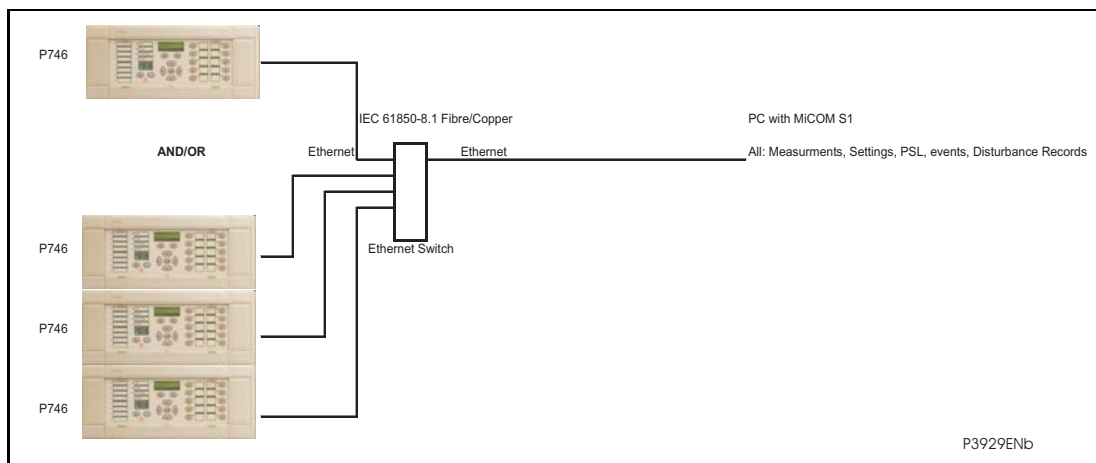 P746
IEC 61850-8.1 Fibre/Copper
PC with MiCOM S1
AND/OR
Ethernet
Ethernet
All: Measurments, Settings, PSL, events, Disturbance Records
P746
Ethernet Switch
P746
P746
P3929ENb